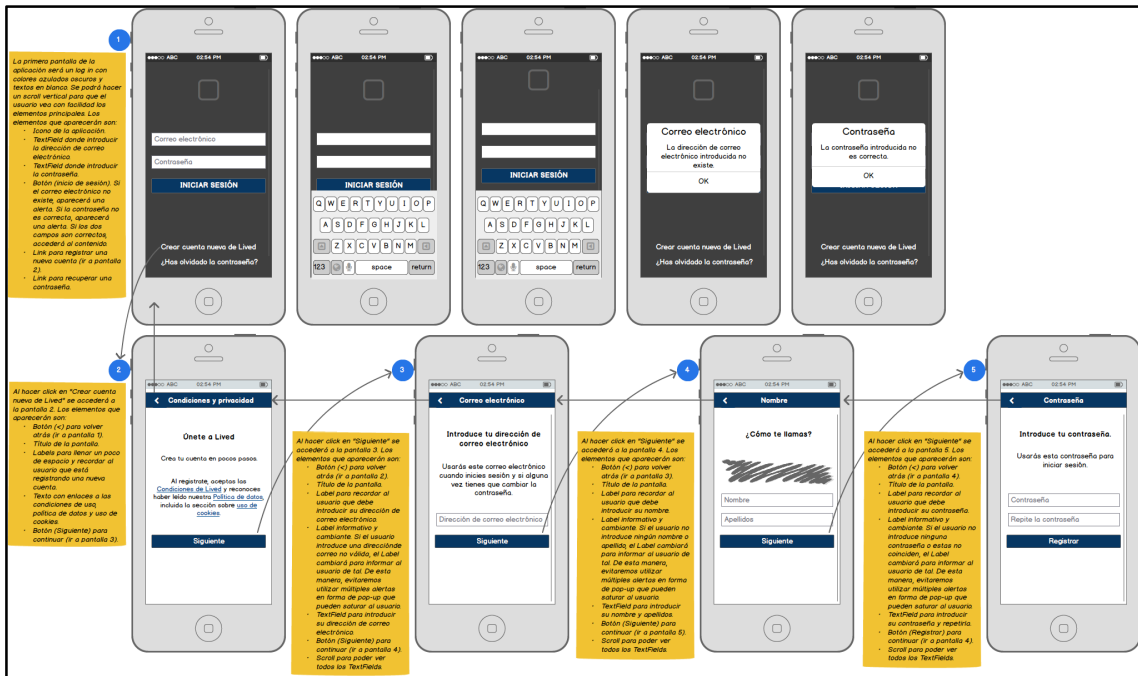 1
La primera pantalla de la
aplicación será un log in con
colores azulados oscuros y
textos en blanco. Se podrá hacer
un scroll vertical para que el
usuario vea con facilidad los
elementos principales. Los
elementos que aparecerán son:
· Icono de la aplicación.
· TextField donde introducir
la dirección de correo
electrónico.
· TextField donde introducir
la contraseña.
· Botón (inicio de sesión). Si
el correo electrónico no
existe, aparecerá una
alerta. Si la contraseña no
es correcta, aparecerá
una alerta. Si los dos
campos son correctos,
accederá al contenido.
· Link para registrar una
nueva cuenta (ir a pantalla
2).
· Link para recuperar una
contraseña.
ABC 02:54 PM
Correo electrónico
Contraseña
INICIAR SESIÓN
Crear cuenta nueva de Lived
¿Has olvidado la contraseña?
ABC 02:54 PM
INICIAR SESIÓN
Q W E R T Y U I O P
A S D F G H J K L
Z X C V B N M
123 space return
ABC 02:54 PM
INICIAR SESIÓN
Q W E R T Y U I O P
A S D F G H J K L
Z X C V B N M
123 space return
ABC 02:54 PM
Correo electrónico
La dirección de correo
electrónico introducida no
existe.
OK
Crear cuenta nueva de Lived
¿Has olvidado la contraseña?
ABC 02:54 PM
Contraseña
La contraseña introducida no
es correcta.
OK
Crear cuenta nueva de Lived
¿Has olvidado la contraseña?
2
Al hacer click en "Crear cuenta
nueva de Lived" se accederá a
la pantalla 2. Los elementos que
aparecerán son:
· Botón (<) para volver
atrás (ir a pantalla 1).
· Título de la pantalla.
· Labels para llenar un poco
de espacio y recordar al
usuario que está
registrando una nueva
cuenta.
· Texto con enlaces a las
condiciones de uso,
política de datos y uso de
cookies.
· Botón (Siguiente) para
continuar (ir a pantalla 3).
ABC 02:54 PM
< Condiciones y privacidad
Únete a Lived
Crea tu cuenta en pocos pasos.
Al registrate, aceptas las
Condiciones de Lived y reconoces
haber leído nuestra Política de datos,
incluida la sección sobre uso de
cookies.
Siguiente
3
Al hacer click en "Siguiente" se
accederá a la pantalla 3. Los
elementos que aparecerán son:
· Botón (<) para volver
atrás (ir a pantalla 2).
· Título de la pantalla.
· Label para recordar al
usuario que debe
introducir su dirección de
correo electrónico.
· Label informativo y
cambiante. Si el usuario
introduce una direcciónde
correo no válida, el Label
cambiará para informar al
usuario de tal. De esta
manera, evitaremos
utilizar múltiples alertas en
forma de pop-up que
pueden saturar al usuario.
· TextField para introducir
su dirección de correo
electrónico.
· Botón (Siguiente) para
continuar (ir a pantalla 4).
· Scroll para poder ver
todos los TextFields.
ABC 02:54 PM
< Correo electrónico
Introduce tu dirección de
correo electrónico
Usarás este correo electrónico
cuando inicies sesión y si alguna
vez tienes que cambiar la
contraseña.
Dirección de correo electrónico
Siguiente
4
Al hacer click en "Siguiente" se
accederá a la pantalla 4. Los
elementos que aparecerán son:
· Botón (<) para volver
atrás (ir a pantalla 3).
· Título de la pantalla.
· Label para recordar al
usuario que debe
introducir su nombre.
· Label informativo y
cambiante. Si el usuario no
introduce ningún nombre o
apellido, el Label cambiará
para informar al usuario de
tal. De esta manera,
evitaremos utilizar
múltiples alertas en forma
de pop-up que pueden
saturar al usuario.
· TextField para introducir
su nombre y apellidos.
· Botón (Siguiente) para
continuar (ir a pantalla 5).
· Scroll para poder ver
todos los TextFields.
ABC 02:54 PM
< Nombre
¿Cómo te llamas?
Nombre
Apellidos
Siguiente
5
Al hacer click en "Siguiente" se
accederá a la pantalla 5. Los
elementos que aparecerán son:
· Botón (<) para volver
atrás (ir a pantalla 4).
· Título de la pantalla.
· Label para recordar al
usuario que debe
introducir su contraseña.
· Label informativo y
cambiante. Si el usuario no
introduce ninguna
contraseña o estas no
coinciden, el Label
cambiará para informar al
usuario de tal. De esta
manera, evitaremos utilizar
múltiples alertas en forma
de pop-up que pueden
saturar al usuario.
· TextField para introducir
su contraseña y repetirla.
· Botón (Registrar) para
continuar (ir a pantalla 4).
· Scroll para poder ver
todos los TextFields.
ABC 02:54 PM
< Contraseña
Introduce tu contraseña.
Usarás esta contraseña para
iniciar sesión.
Contraseña
Repite la contraseña
Registrar